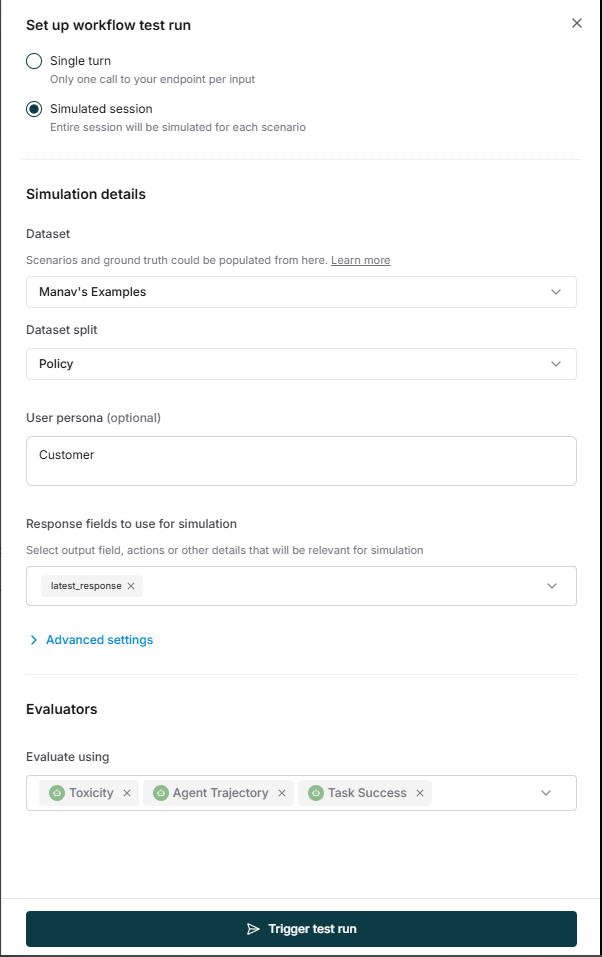 Set up workflow test run
Single turn
Only one call to your endpoint per input
Simulated session
Entire session will be simulated for each scenario
Simulation details
Dataset
Scenarios and ground truth could be populated from here. Learn more
Manav's Examples
Dataset split
Policy
User persona (optional)
Customer
Response fields to use for simulation
Select output field, actions or other details that will be relevant for simulation
latest_response
Advanced settings
Evaluators
Evaluate using
Toxicity Agent Trajectory Task Success
Trigger test run